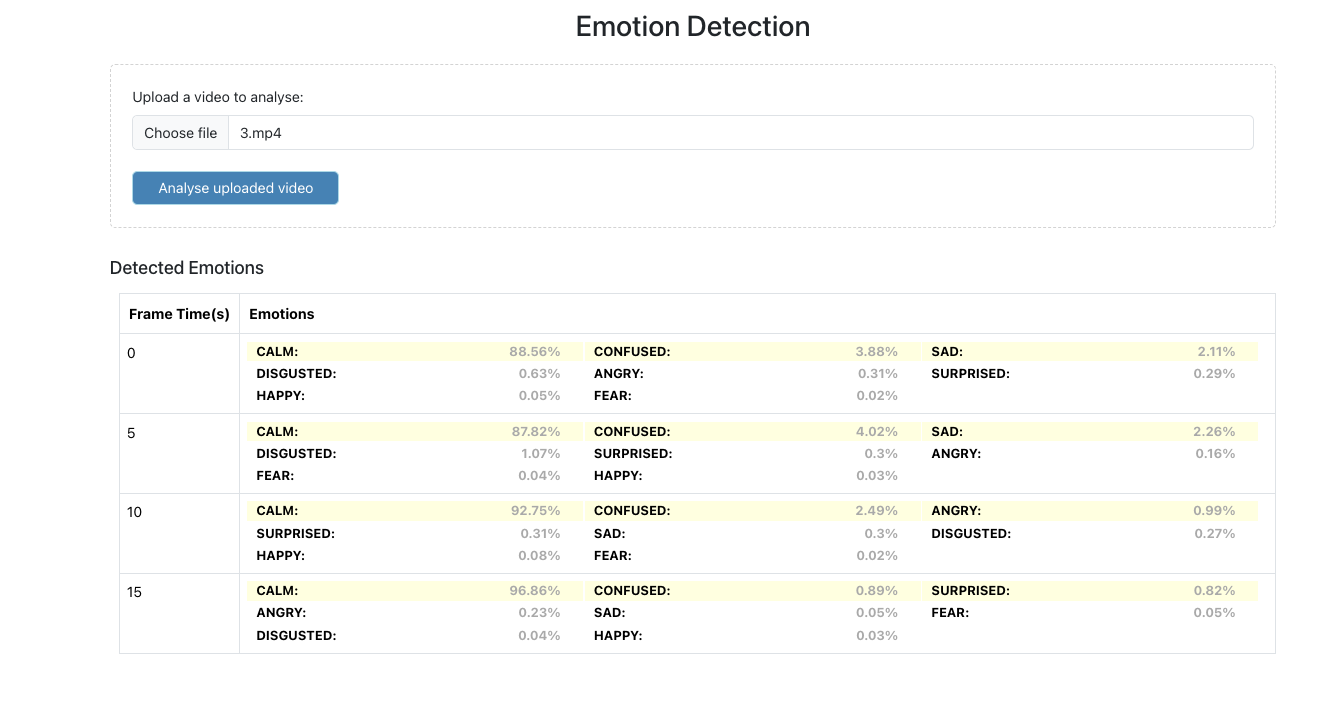 Emotion Detection
Upload a video to analyse:
Choose file 3.mp4
Analyse uploaded video
Detected Emotions
Frame Time(s) Emotions
0 CALM: 88.56% CONFUSED: 3.88% SAD: 2.11%
DISGUSTED: 0.63% ANGRY: 0.31% SURPRISED: 0.29%
HAPPY: 0.05% FEAR: 0.02%
5 CALM: 87.82% CONFUSED: 4.02% SAD: 2.26%
DISGUSTED: 1.07% SURPRISED: 0.3% ANGRY: 0.16%
FEAR: 0.04% HAPPY: 0.03%
10 CALM: 92.75% CONFUSED: 2.49% ANGRY: 0.99%
SURPRISED: 0.31% SAD: 0.3% DISGUSTED: 0.27%
HAPPY: 0.08% FEAR: 0.02%
15 CALM: 96.86% CONFUSED: 0.89% SURPRISED: 0.82%
ANGRY: 0.23% SAD: 0.05% FEAR: 0.05%
DISGUSTED: 0.04% HAPPY: 0.03%